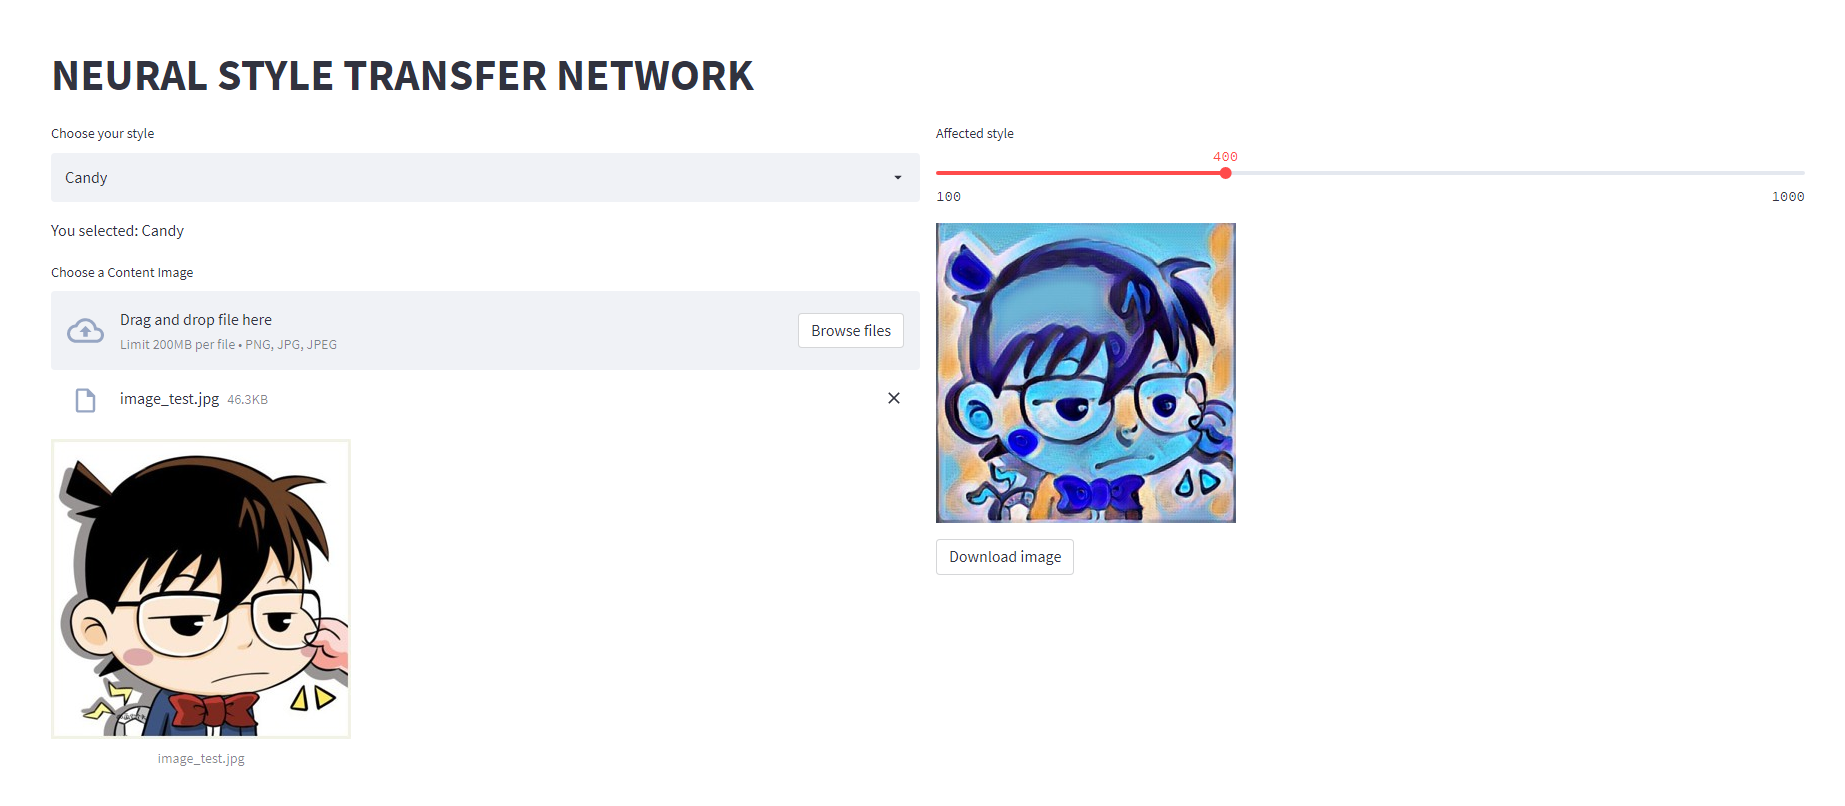 NEURAL STYLE TRANSFER NETWORK
Choose your style
Candy
You selected: Candy
Choose a Content Image
Drag and drop file here
Limit 200MB per file • PNG, JPG, JPEG
Browse files
image_test.jpg 46.3KB
image_test.jpg
Affected style
400
100 1000
Download image